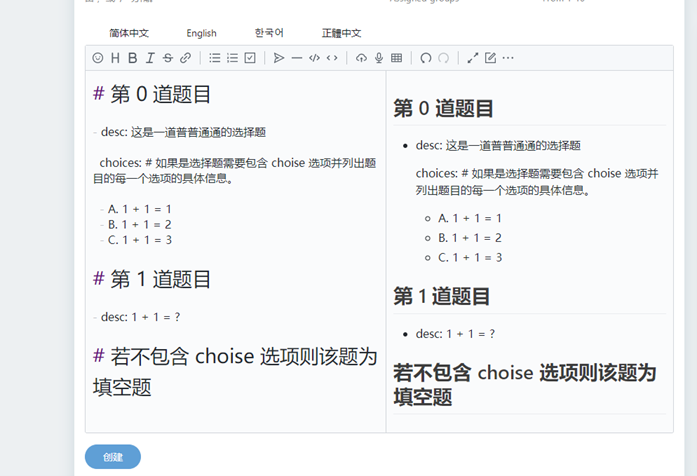 Assigned groups
简体中文 English 한국어 正體中文
# 第 0 道题目
- desc: 这是一道普普通通的选择题
choices: # 如果是选择题需要包含 choise 选项并列出题
目的每一个选项的具体信息。
- A. 1 + 1 = 1
- B. 1 + 1 = 2
- C. 1 + 1 = 3
# 第 1 道题目
- desc: 1 + 1 = ?
# 若不包含 choise 选项则该题为
填空题
第 0 道题目
• desc: 这是一道普普通通的选择题
choices: # 如果是选择题需要包含 choise 选项并
列出题目的每一个选项的具体信息。
○ A. 1 + 1 = 1
○ B. 1 + 1 = 2
○ C. 1 + 1 = 3
第 1 道题目
• desc: 1 + 1 = ?
若不包含 choise 选项则该题为
填空题
创建